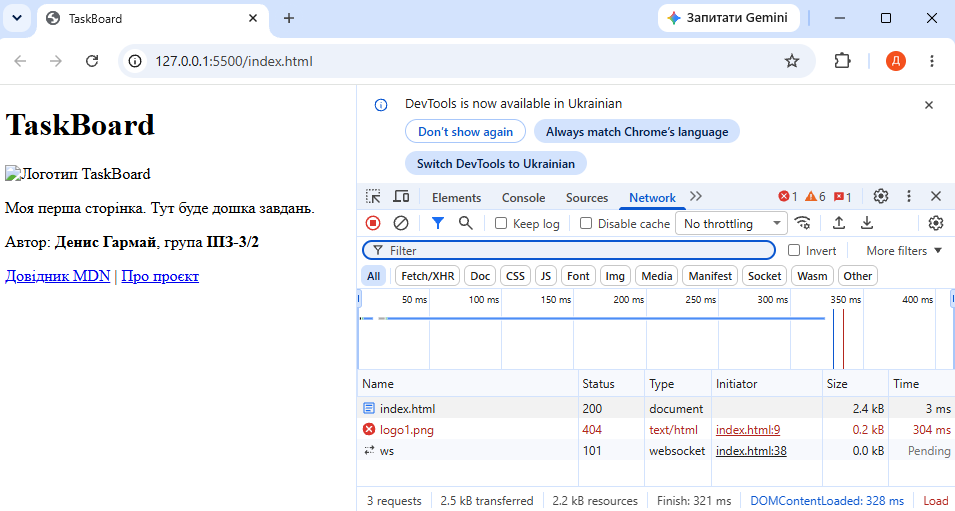 TaskBoard
Запитати Gemini
127.0.0.1:5500/index.html
Д
TaskBoard
Логотип TaskBoard
Моя перша сторінка. Тут буде дошка завдань.
Автор: Денис Гармай, група ІПЗ-3/2
Довідник MDN | Про проєкт
DevTools is now available in Ukrainian
Don't show again Always match Chrome's language
Switch DevTools to Ukrainian
Elements Console Sources Network 1 6 1
Keep log Disable cache No throttling
Filter Invert More filters
All Fetch/XHR Doc CSS JS Font Img Media Manifest Socket Wasm Other
50 ms 100 ms 150 ms 200 ms 250 ms 300 ms 350 ms 400 ms
Name Status Type Initiator Size Time
index.html 200 document 2.4 kB 3 ms
logo1.png 404 text/html index.html:9 0.2 kB 304 ms
ws 101 websocket index.html:38 0.0 kB Pending
3 requests 2.5 kB transferred 2.2 kB resources Finish: 321 ms DOMContentLoaded: 328 ms Load